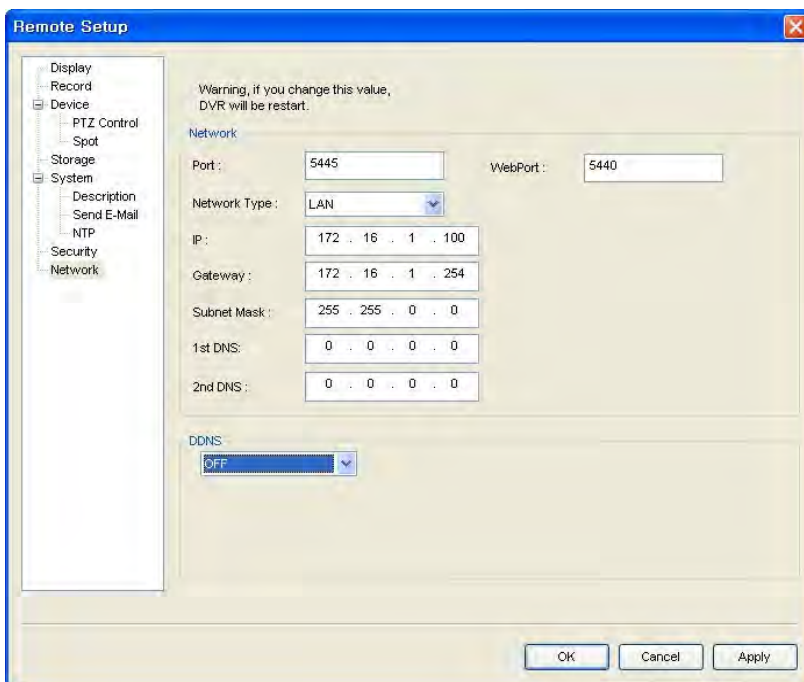 Remote Setup
Display
Record
Device
PTZ Control
Spot
Storage
System
Description
Send E-Mail
NTP
Security
Network
Warning, if you change this value,
DVR will be restart.
Network
Port : 5445 WebPort : 5440
Network Type : LAN
IP : 172 . 16 . 1 . 100
Gateway : 172 . 16 . 1 . 254
Subnet Mask : 255 . 255 . 0 . 0
1st DNS: 0 . 0 . 0 . 0
2nd DNS : 0 . 0 . 0 . 0
DDNS
OFF
OK Cancel Apply